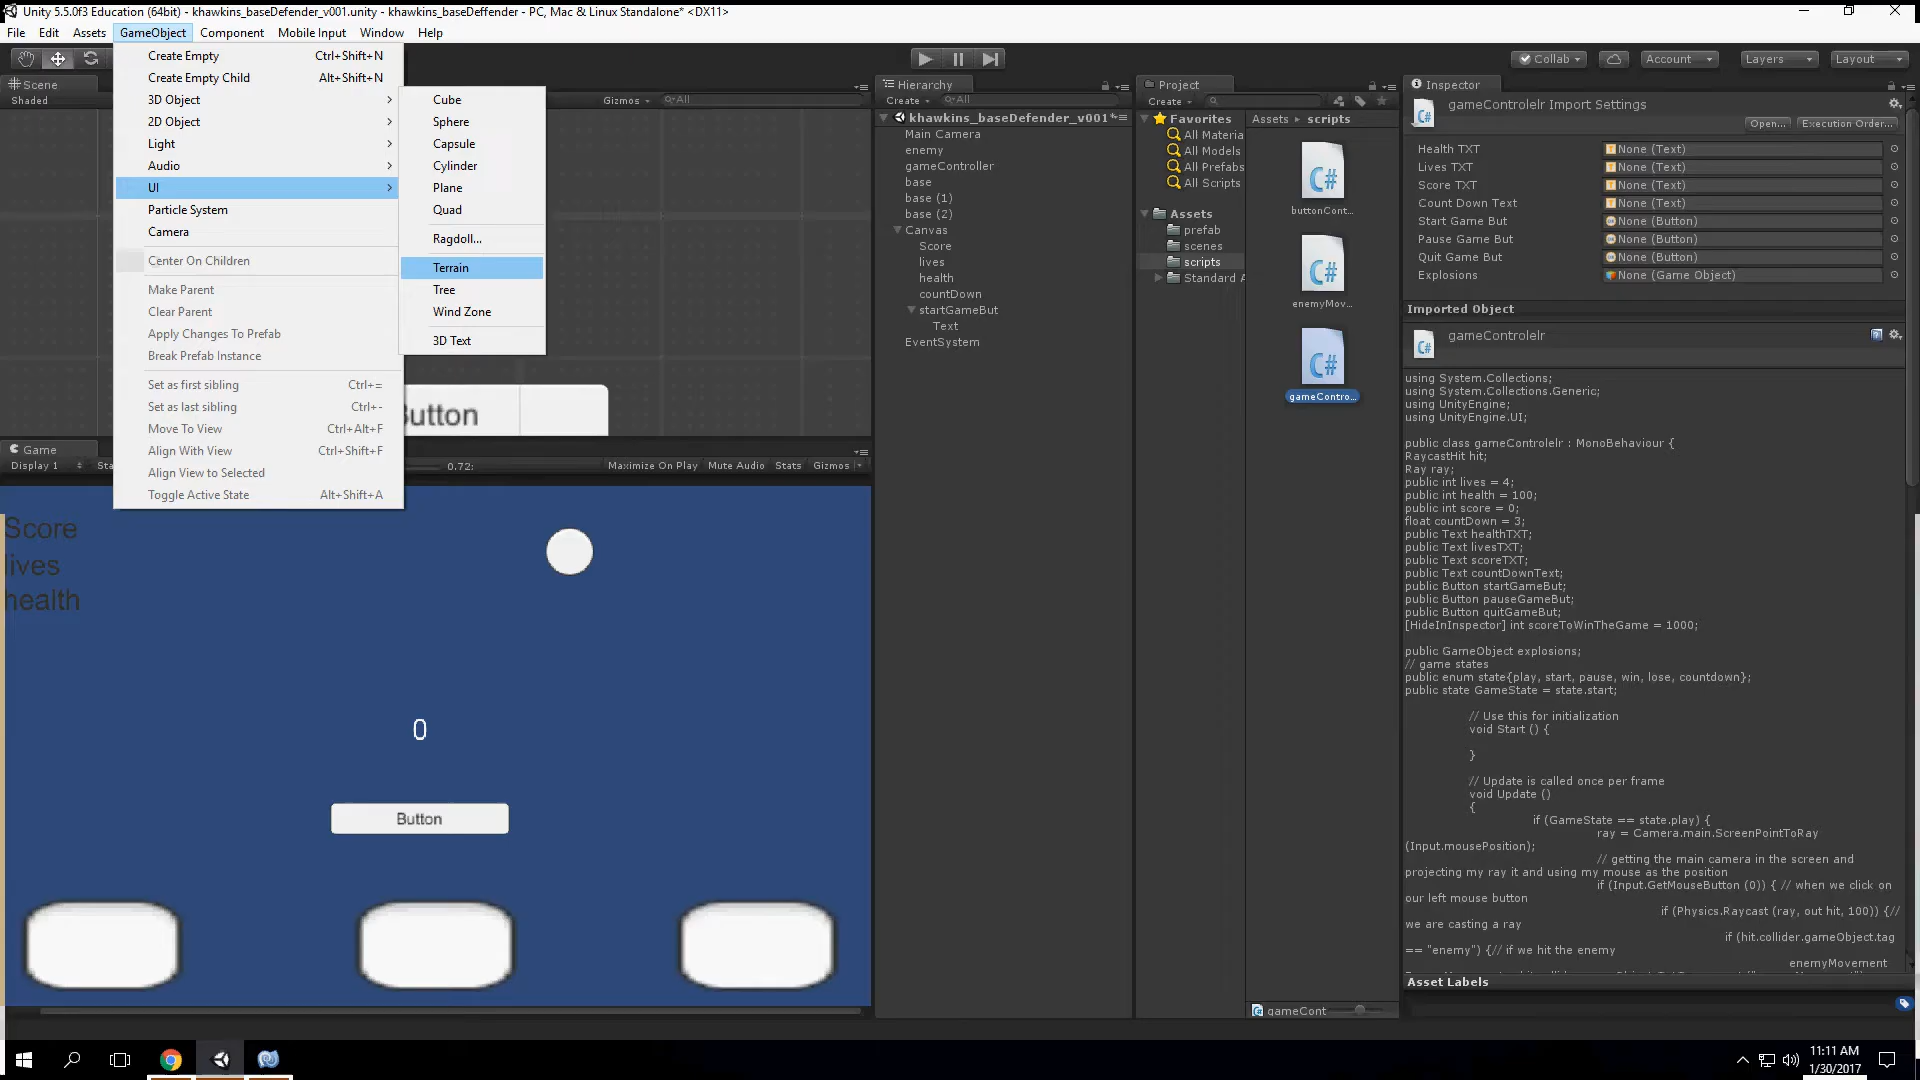 Unity 5.5.0f3 Education (64bit) - khawkins_baseDefender_v001.unity - khawkins_baseDeffender - PC, Mac & Linux Standalone* <DX11>
File Edit Assets GameObject Component Mobile Input Window Help
Collab Account Layers Layout
Scene
Shaded
Gizmos All
Create Empty Ctrl+Shift+N
Create Empty Child Alt+Shift+N
3D Object
2D Object
Light
Audio
UI
Particle System
Camera
Center On Children
Make Parent
Clear Parent
Apply Changes To Prefab
Break Prefab Instance
Set as first sibling Ctrl+=
Set as last sibling Ctrl+-
Move To View Ctrl+Alt+F
Align With View Ctrl+Shift+F
Align View to Selected
Toggle Active State Alt+Shift+A
Cube
Sphere
Capsule
Cylinder
Plane
Quad
Ragdoll...
Terrain
Tree
Wind Zone
3D Text
Button
Game
Display 1 0.72: Maximize On Play Mute Audio Stats Gizmos
Score
lives
health
0
Button
Hierarchy
Create All
khawkins_baseDefender_v001*
Main Camera
enemy
gameController
base
base (1)
base (2)
Canvas
Score
lives
health
countDown
startGameBut
Text
EventSystem
Project
Create
Favorites
All Materia
All Models
All Prefabs
All Scripts
Assets
prefab
scenes
scripts
Standard A
Assets scripts
C#
buttonCont...
C#
enemyMov...
C#
gameContro...
gameCont
Inspector
gameControlelr Import Settings
Open... Execution Order...
Health TXT None (Text)
Lives TXT None (Text)
Score TXT None (Text)
Count Down Text None (Text)
Start Game But None (Button)
Pause Game But None (Button)
Quit Game But None (Button)
Explosions None (Game Object)
Imported Object
gameControlelr
using System.Collections;
using System.Collections.Generic;
using UnityEngine;
using UnityEngine.UI;
public class gameControlelr : MonoBehaviour {
RaycastHit hit;
Ray ray;
public int lives = 4;
public int health = 100;
public int score = 0;
float countDown = 3;
public Text healthTXT;
public Text livesTXT;
public Text scoreTXT;
public Text countDownText;
public Button startGameBut;
public Button pauseGameBut;
public Button quitGameBut;
[HideInInspector] int scoreToWinTheGame = 1000;
public GameObject explosions;
// game states
public enum state{play, start, pause, win, lose, countdown};
public state GameState = state.start;
// Use this for initialization
void Start () {
}
// Update is called once per frame
void Update ()
{
if (GameState == state.play) {
ray = Camera.main.ScreenPointToRay
(Input.mousePosition);
// getting the main camera in the screen and
projecting my ray it and using my mouse as the position
if (Input.GetMouseButton (0)) { // when we click on
our left mouse button
if (Physics.Raycast (ray, out hit, 100)) {//
we are casting a ray
if (hit.collider.gameObject.tag
== "enemy") {// if we hit the enemy
enemyMovement
Asset Labels
11:11 AM
1/30/2017